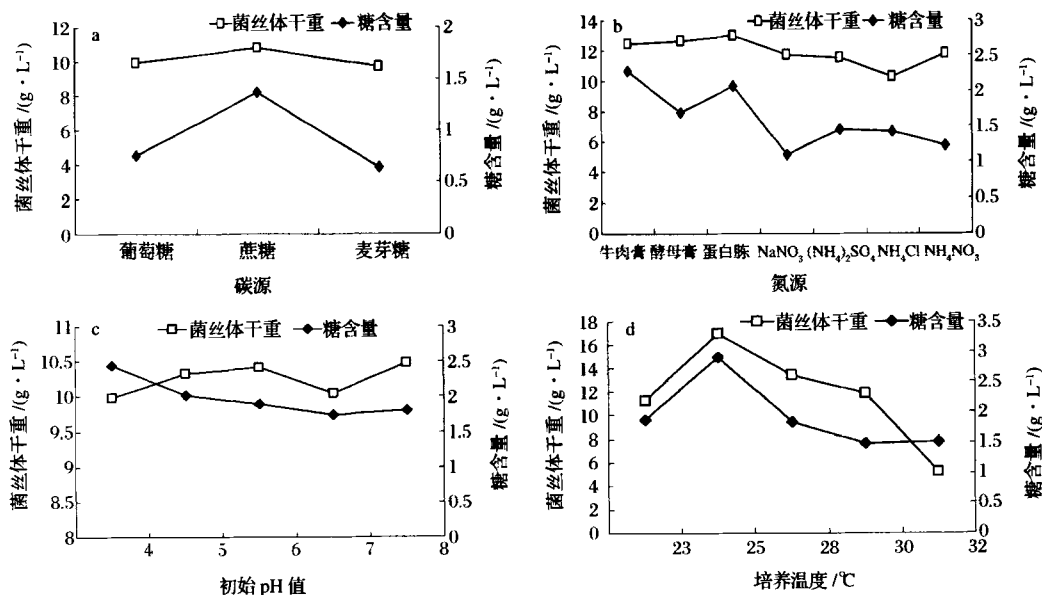 a
菌丝体干重 糖含量
12
10
8
6
4
2
0
2
1.5
1
0.5
0
菌丝体干重 /(g·L⁻¹)
糖含量 /(g·L⁻¹)
葡萄糖 蔗糖 麦芽糖
碳源
b
菌丝体干重 糖含量
14
12
10
8
6
4
2
0
3
2.5
2
1.5
1
0.5
0
菌丝体干重 /(g·L⁻¹)
糖含量 /(g·L⁻¹)
牛肉膏 酵母膏 蛋白胨 NaNO₃ (NH₄)₂SO₄ NH₄Cl NH₄NO₃
氮源
c
菌丝体干重 糖含量
11
10.5
10
9.5
9
8.5
8
3
2.5
2
1.5
1
0.5
0
菌丝体干重 /(g·L⁻¹)
糖含量 /(g·L⁻¹)
4 5 6 7 8
初始 pH 值
d
菌丝体干重 糖含量
18
16
14
12
10
8
6
4
2
0
3.5
3
2.5
2
1.5
1
0.5
0
菌丝体干重 /(g·L⁻¹)
糖含量 /(g·L⁻¹)
23 25 28 30 32
培养温度 /℃